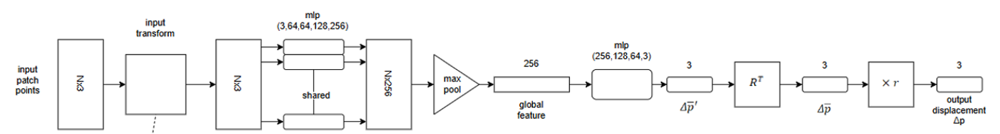 input
patch
points
Nx3
input
transform
Nx3
mlp
(3,64,64,128,256)
shared
Nx256
max
pool
256
global
feature
mlp
(256,128,64,3)
3
Δp̅′
R^T
3
Δp̅
× r
3
output
displacement
Δp